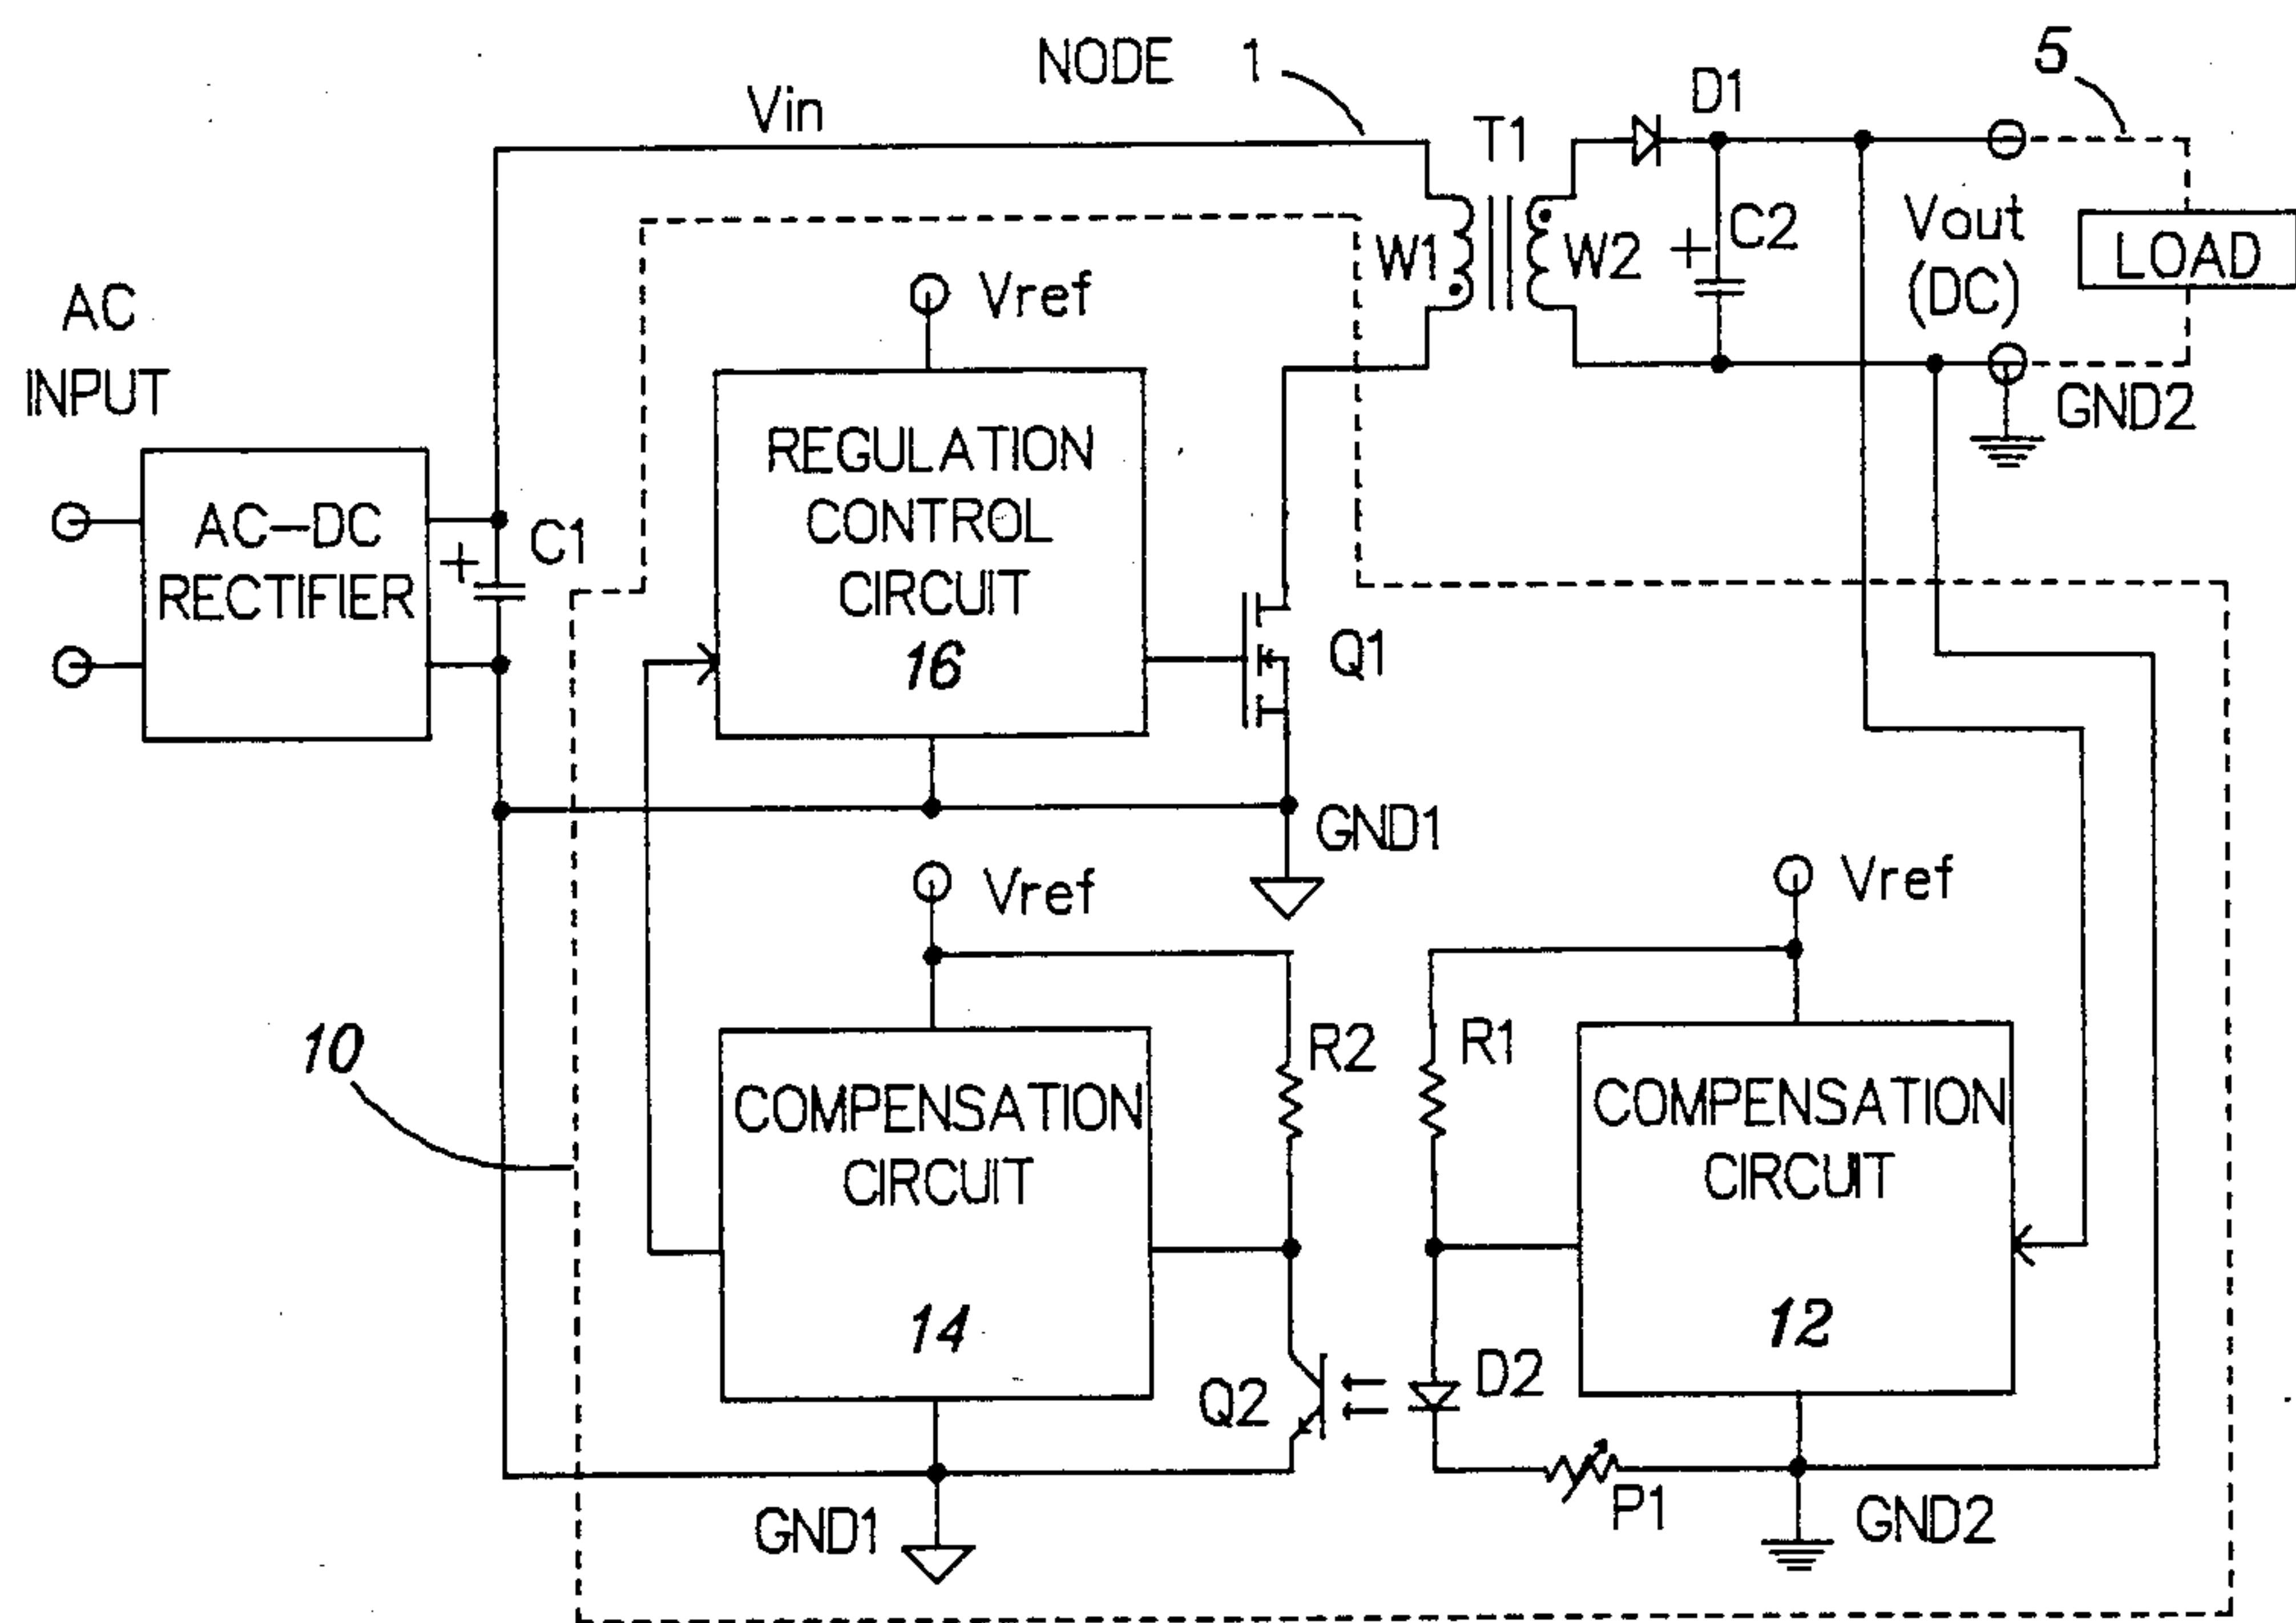 NODE 1
5
D1
Vin
T1
W1
W2
+
C2
Vout
(DC)
LOAD
Vref
AC
INPUT
GND2
REGULATION
CONTROL
CIRCUIT
16
AC-DC
RECTIFIER
+
C1
Q1
GND1
Vref
Vref
10
R2
R1
COMPENSATION
CIRCUIT
14
COMPENSATION
CIRCUIT
12
Q2
D2
P1
GND1
GND2